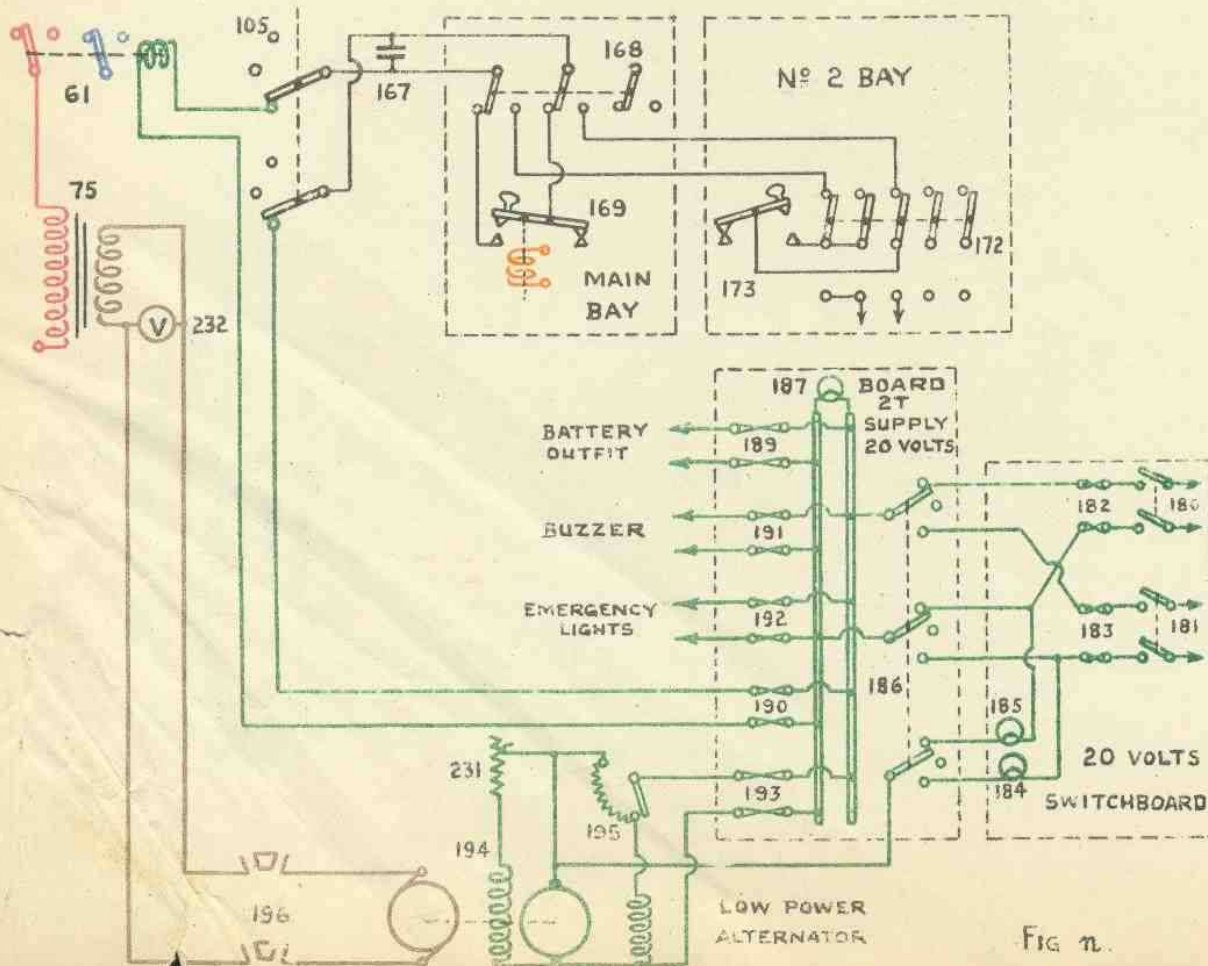 105
168
Nº 2 BAY
61
167
75
169
172
173
MAIN
BAY
V
232
187
BOARD
2T
SUPPLY
20 VOLTS
BATTERY
OUTFIT
189
182
180
BUZZER
191
EMERGENCY
LIGHTS
192
183
181
186
190
185
231
193
184
20 VOLTS
SWITCHBOARD
195
194
196
LOW POWER
ALTERNATOR
FIG n.